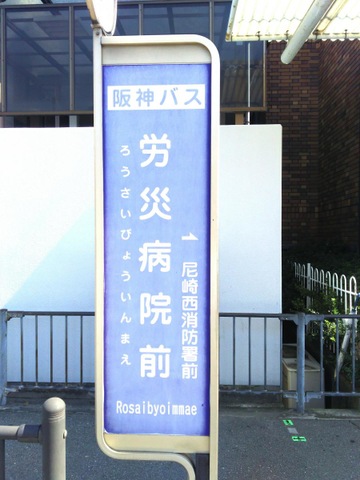 阪神バス
労災病院前
ろうさいびょういんまえ
尼崎西消防署前
Rosaibyoimmae